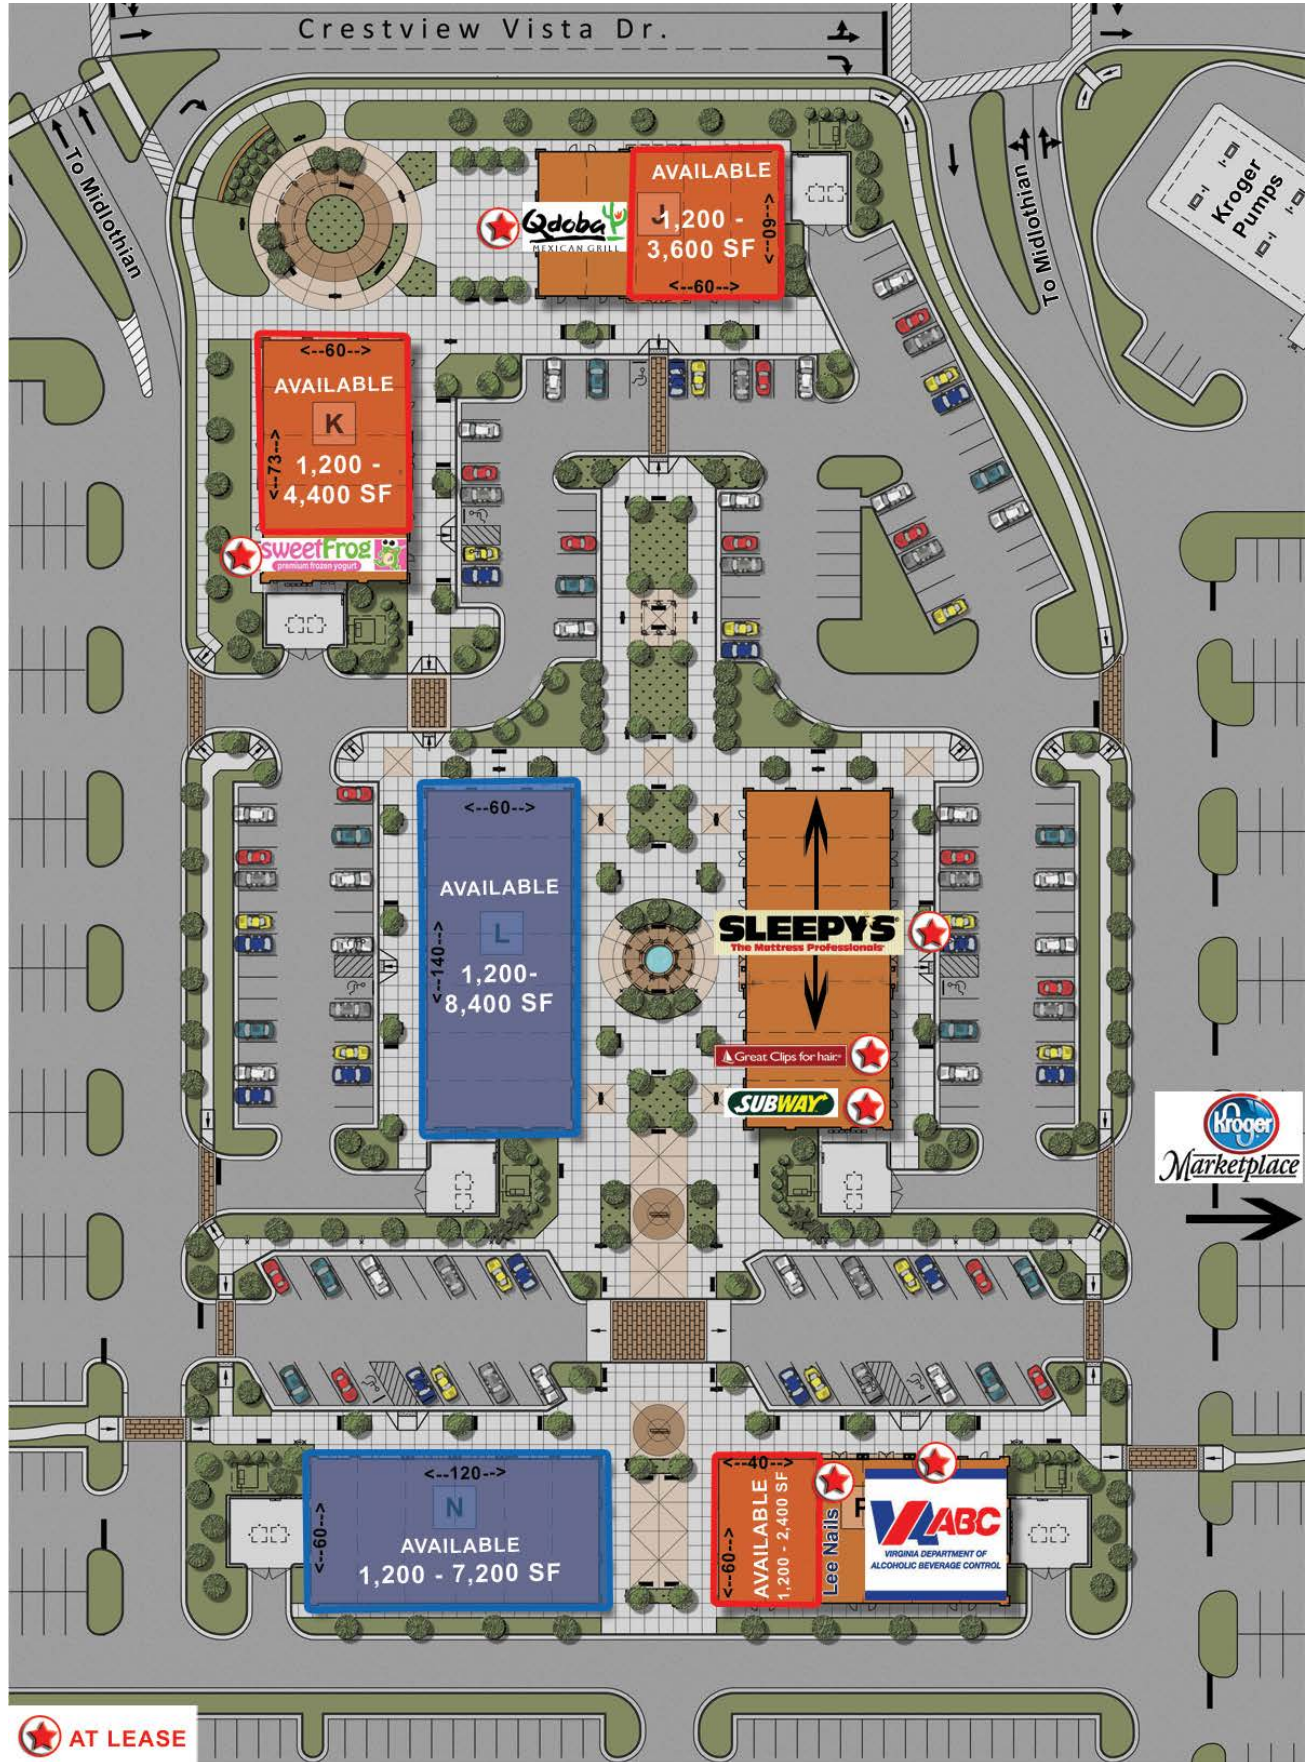 Crestview Vista Dr.
To Midlothian
To Midlothian
Kroger
Pumps
Qdoba
MEXICAN GRILL
AVAILABLE
J
1,200 -
3,600 SF
<--60-->
<--60-->
<--60-->
AVAILABLE
K
<--73-->
1,200 -
4,400 SF
sweetFrog
premium frozen yogurt
<--60-->
AVAILABLE
L
<--140-->
1,200-
8,400 SF
SLEEPY'S
The Mattress Professionals
Great Clips for hair.
SUBWAY
Kroger
Marketplace
<--120-->
N
<--60-->
AVAILABLE
1,200 - 7,200 SF
<--40-->
<--60-->
AVAILABLE
1,200 - 2,400 SF
Lee Nails
VA ABC
VIRGINIA DEPARTMENT OF
ALCOHOLIC BEVERAGE CONTROL
AT LEASE